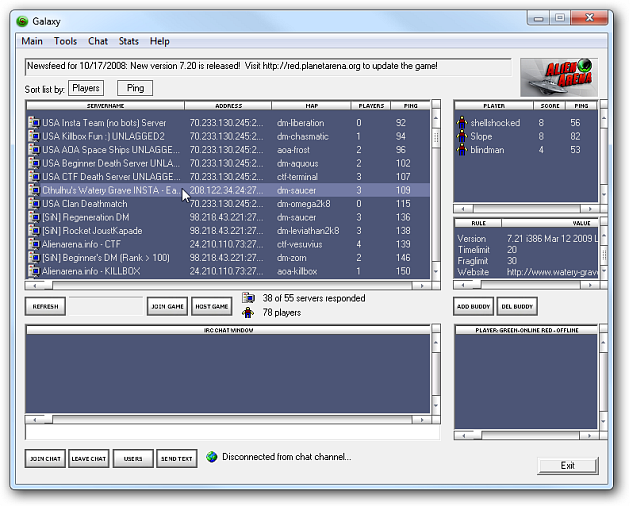 Galaxy
Main Tools Chat Stats Help
Newsfeed for 10/17/2008: New version 7.20 is released! Visit http://red.planetarena.org to update the game!
ALIEN ARENA
Sort list by: Players Ping
SERVERNAME ADDRESS MAP PLAYERS PING
USA Insta Team (no bots) Server 70.233.130.245:2... dm-liberation 0 92
USA Killbox Fun :) UNLAGGED2 70.233.130.245:2... dm-chasmatic 1 94
USA AOA Space Ships UNLAGGE... 70.233.130.245:2... aoa-frost 2 96
USA Beginner Death Server UNLA... 70.233.130.245:2... dm-aquous 2 102
USA CTF Death Server UNLAGGE... 70.233.130.245:2... ctf-terminal 3 107
Cthulhu's Watery Grave INSTA - Ea... 208.122.34.24:27... dm-saucer 3 109
USA Clan Deathmatch 70.233.130.245:2... dm-omega2k8 0 115
[SiN] Regeneration DM 98.218.43.221:27... dm-saucer 3 136
[SiN] Rocket JoustKapade 98.218.43.221:27... dm-leviathan2k8 3 138
Alienarena.info - CTF 24.210.110.73:27... ctf-vesuvius 4 139
[SiN] Beginner's DM (Rank > 100) 98.218.43.221:27... dm-zorn 2 146
Alienarena.info - KILLBOX 24.210.110.73:27... aoa-killbox 1 150
PLAYER SCORE PING
shellshocked 8 56
Slope 8 82
blindman 4 53
RULE VALUE
Version 7.21 i386 Mar 12 2009 L
Timelimit 20
Fraglimit 30
Website http://www.watery-grav
REFRESH JOIN GAME HOST GAME
38 of 55 servers responded
78 players
ADD BUDDY DEL BUDDY
IRC CHAT WINDOW
PLAYER: GREEN-ONLINE RED - OFFLINE
JOIN CHAT LEAVE CHAT USERS SEND TEXT
Disconnected from chat channel...
Exit